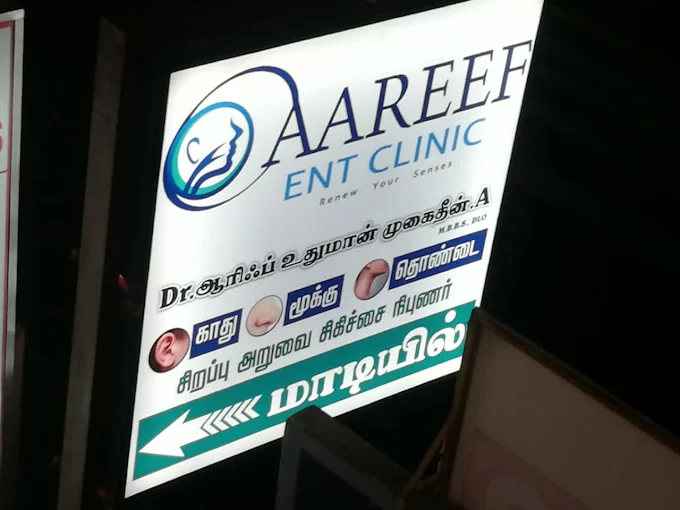 AAREEF
ENT CLINIC
Renew Your Senses
Dr.ஆரிஃப் உதுமான் முகைதீன்.A
M.B.B.S., DLO
காது மூக்கு தொண்டை
சிறப்பு அறுவை சிகிச்சை நிபுணர்
மாடியில்